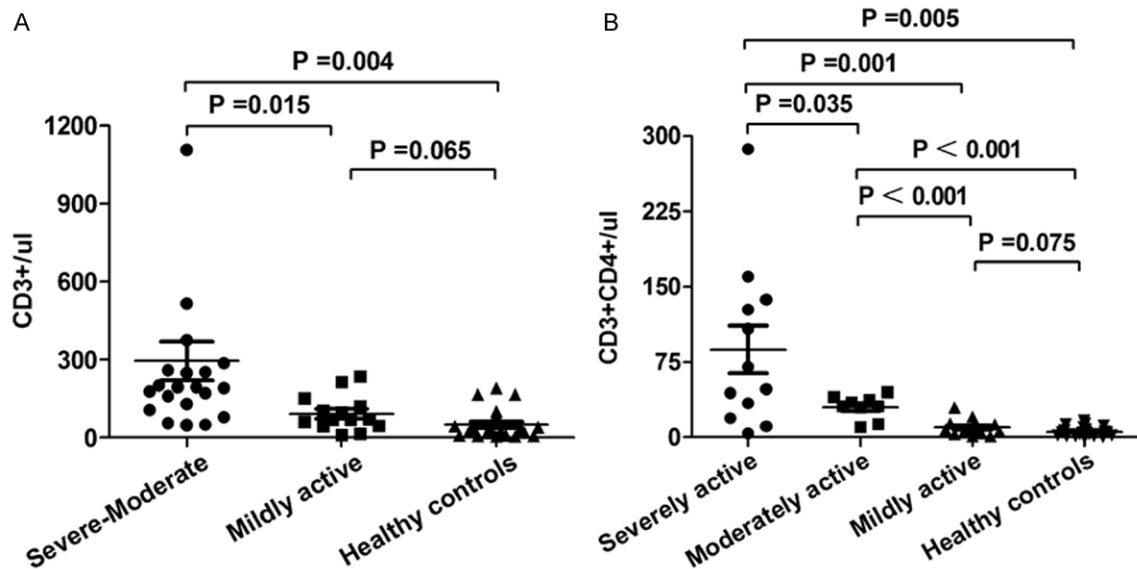 A
P =0.004
P =0.015
P =0.065
1200
900
600
300
0
CD3+/ul
Severe-Moderate
Mildly active
Healthy controls
B
P =0.005
P =0.001
P =0.035
P < 0.001
P < 0.001
P =0.075
300
225
150
75
0
CD3+CD4+/ul
Severely active
Moderately active
Mildly active
Healthy controls